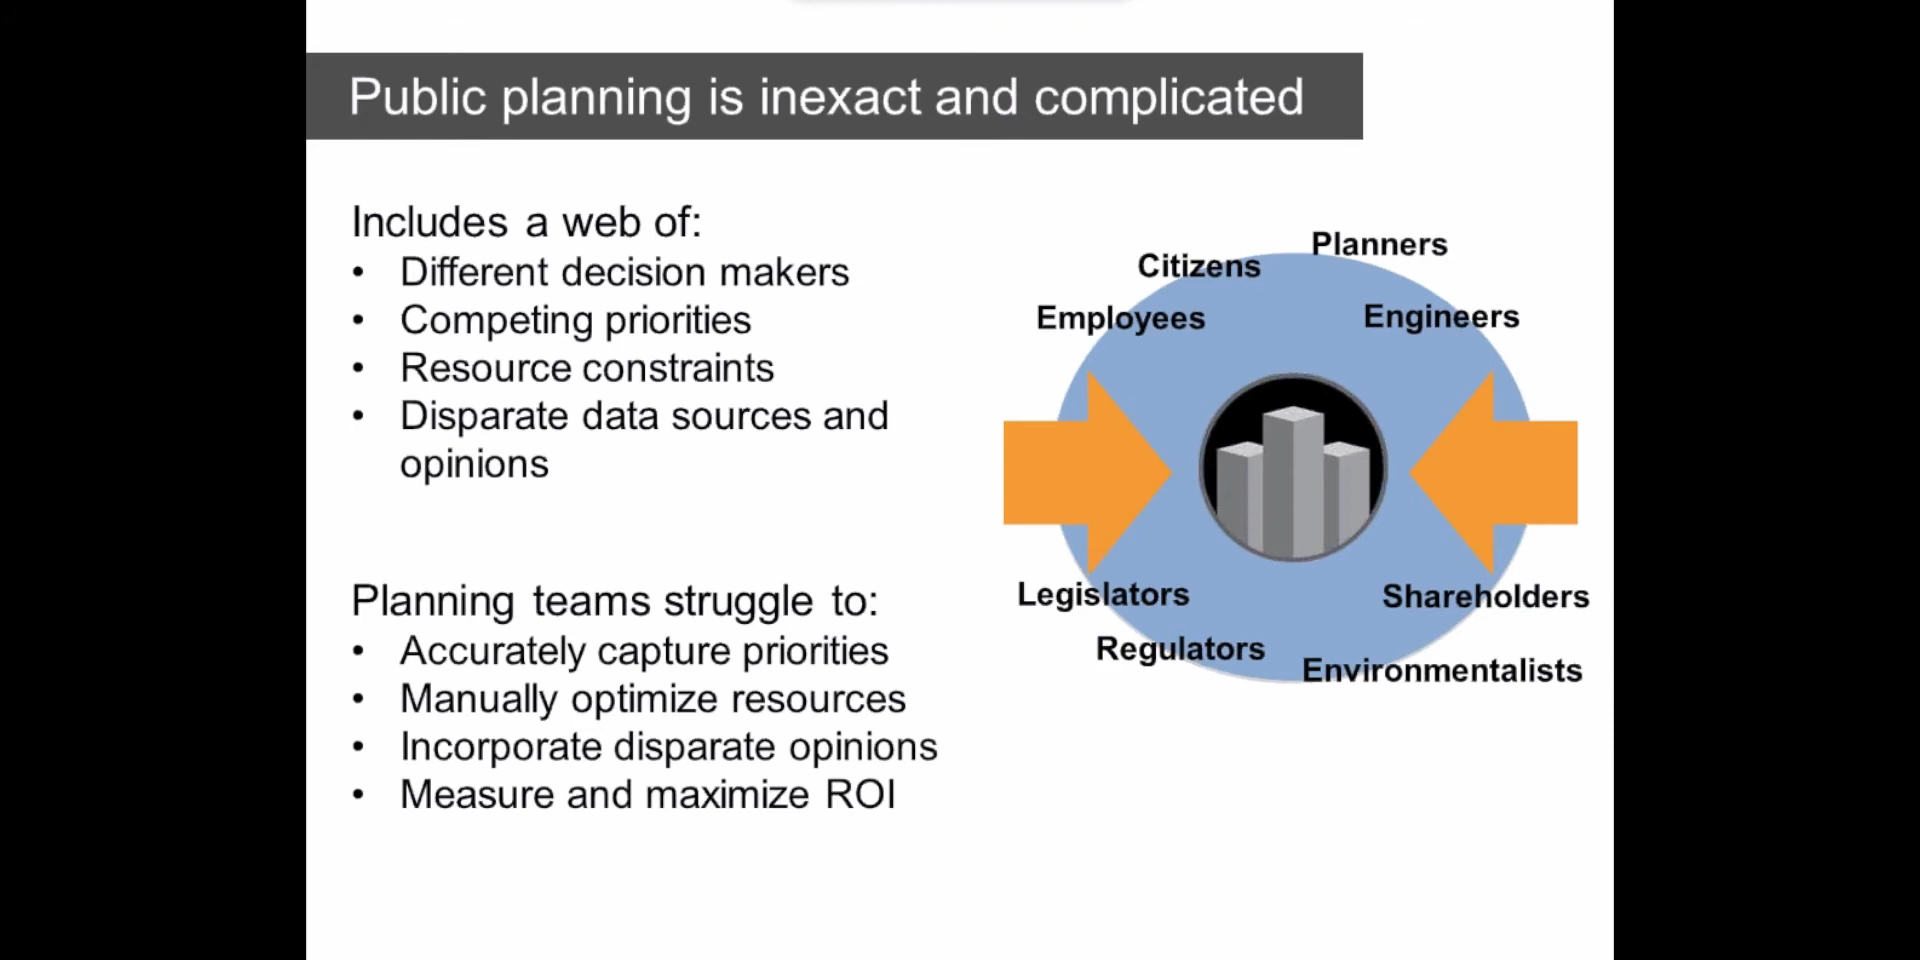 Public planning is inexact and complicated
Includes a web of:
• Different decision makers
• Competing priorities
• Resource constraints
• Disparate data sources and
opinions
Planning teams struggle to:
• Accurately capture priorities
• Manually optimize resources
• Incorporate disparate opinions
• Measure and maximize ROI
Planners
Citizens
Employees
Engineers
Legislators
Shareholders
Regulators
Environmentalists